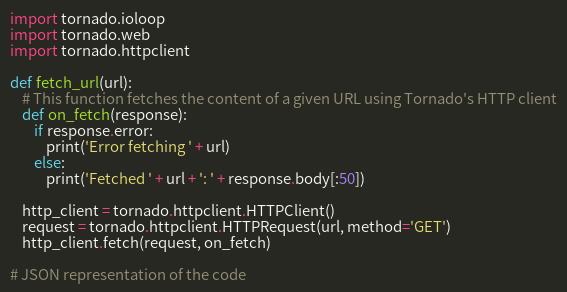 import tornado.ioloop
import tornado.web
import tornado.httpclient

def fetch_url(url):
    # This function fetches the content of a given URL using Tornado's HTTP client
    def on_fetch(response):
        if response.error:
            print('Error fetching ' + url)
        else:
            print('Fetched ' + url + ': ' + response.body[:50])

    http_client = tornado.httpclient.HTTPClient()
    request = tornado.httpclient.HTTPRequest(url, method='GET')
    http_client.fetch(request, on_fetch)

# JSON representation of the code